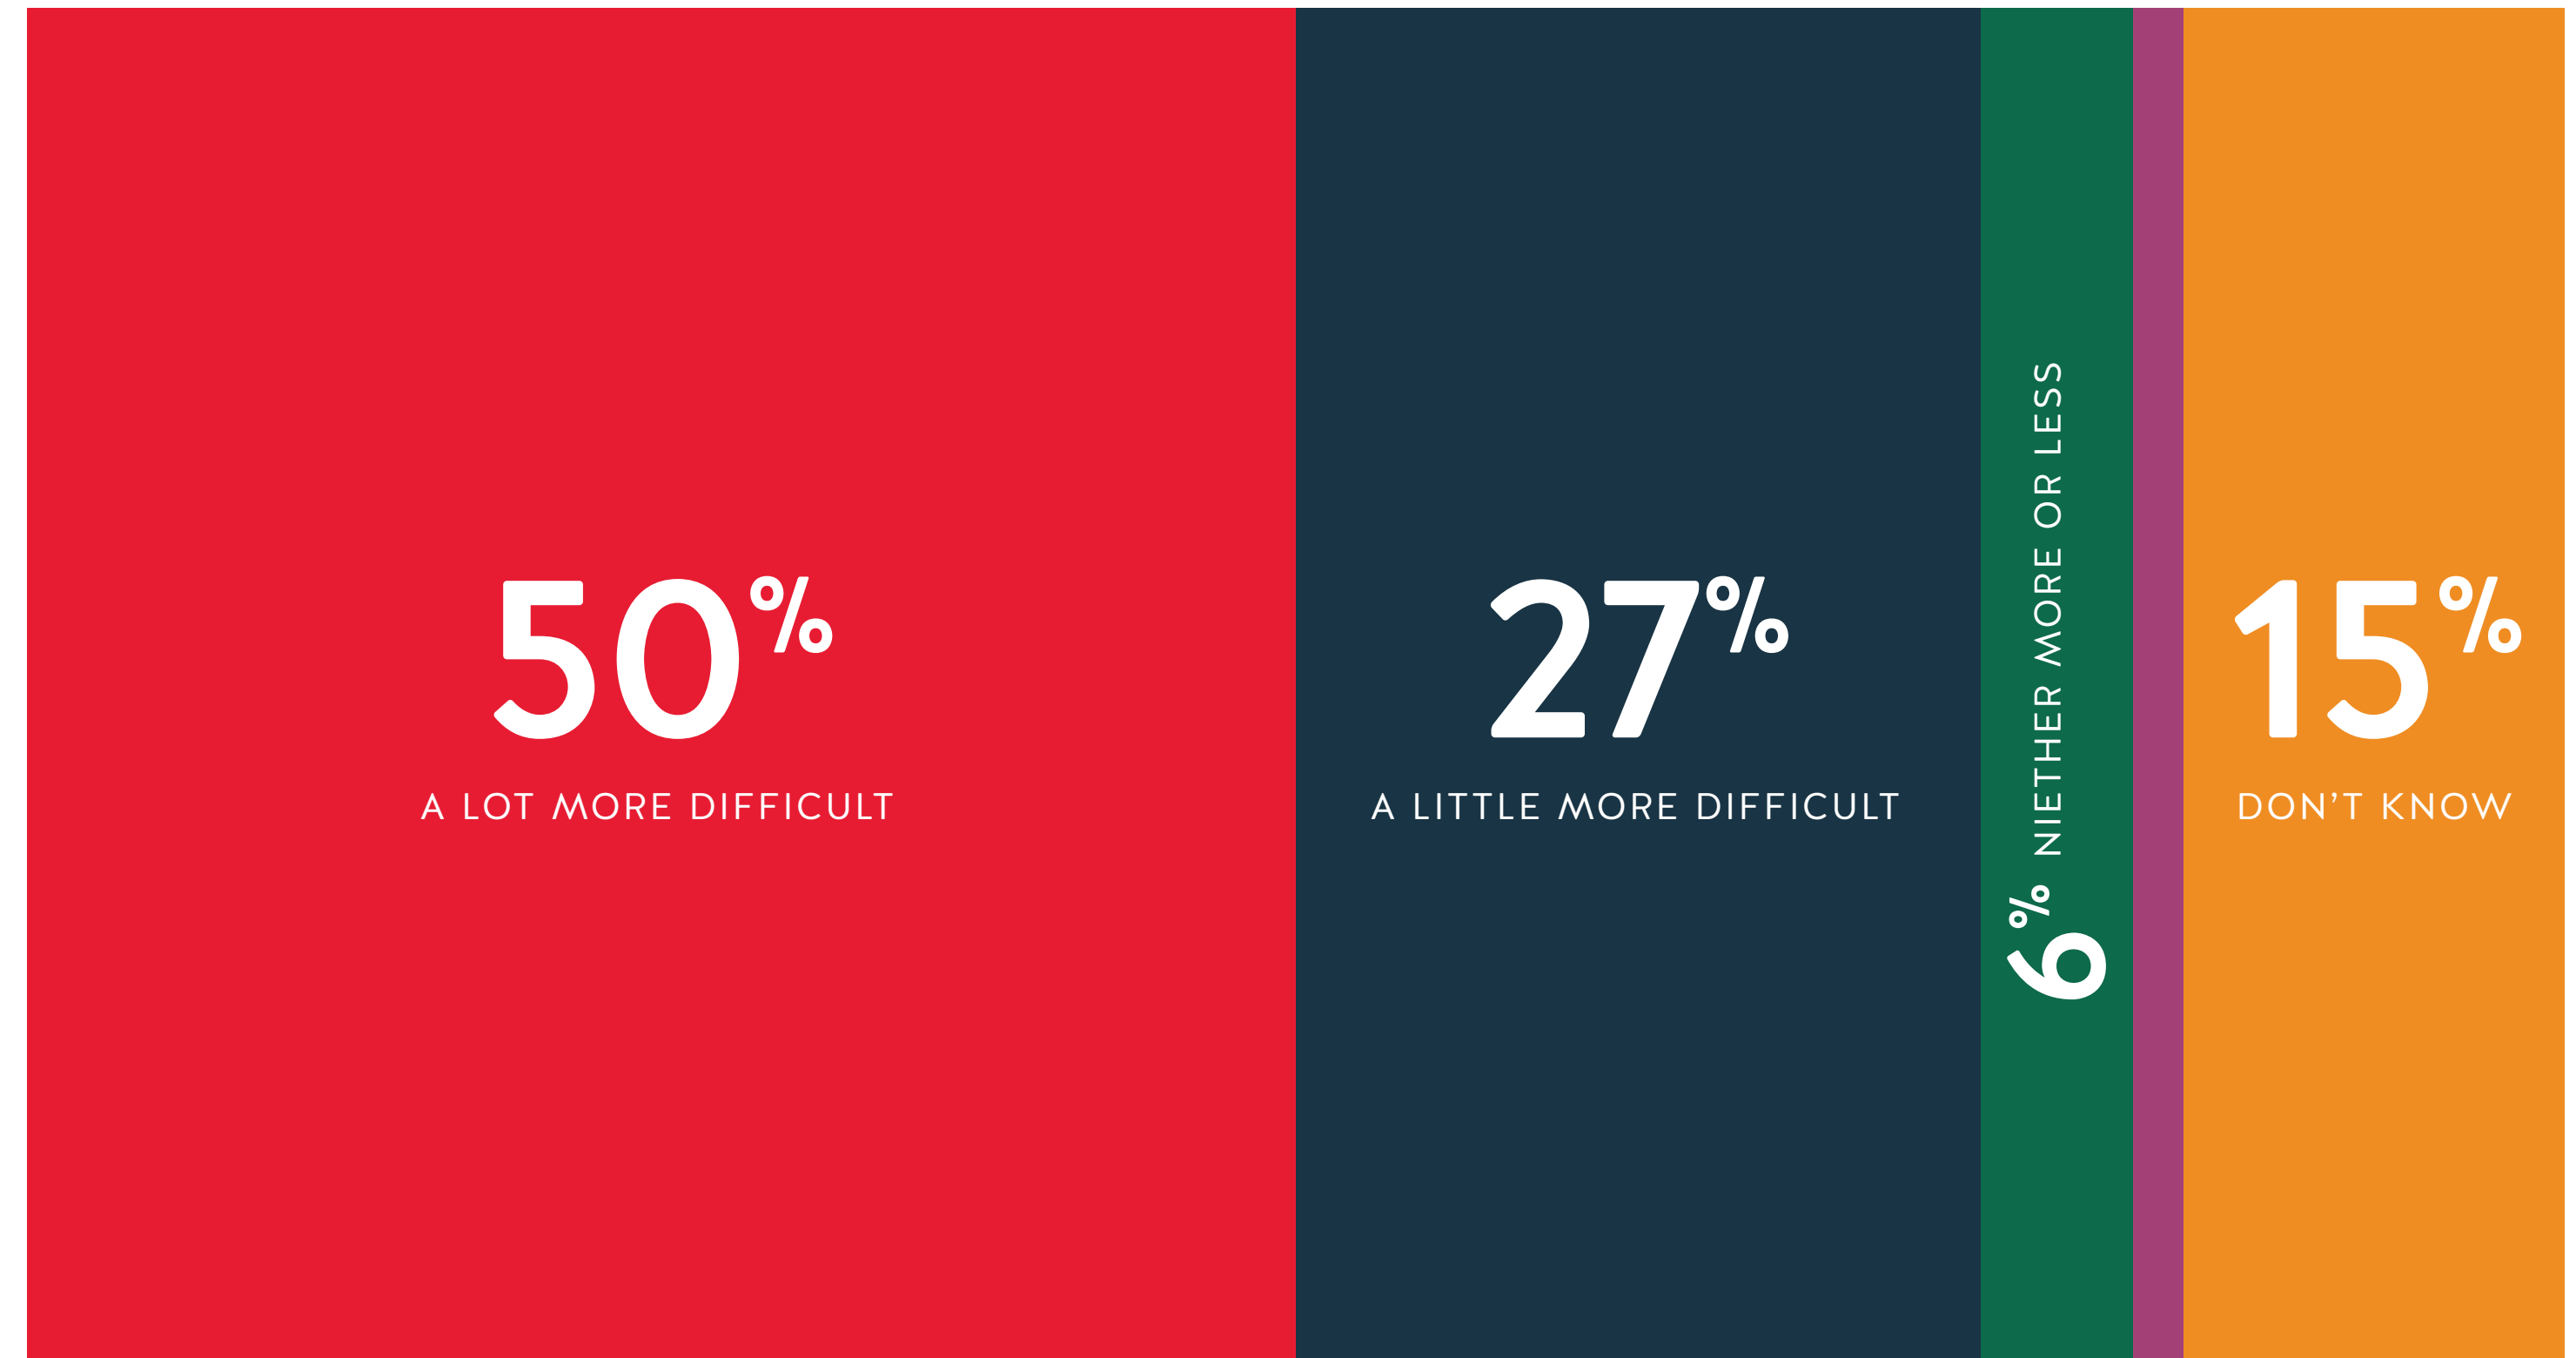 50%
A LOT MORE DIFFICULT
27%
A LITTLE MORE DIFFICULT
6% NIETHER MORE OR LESS
15%
DON’T KNOW